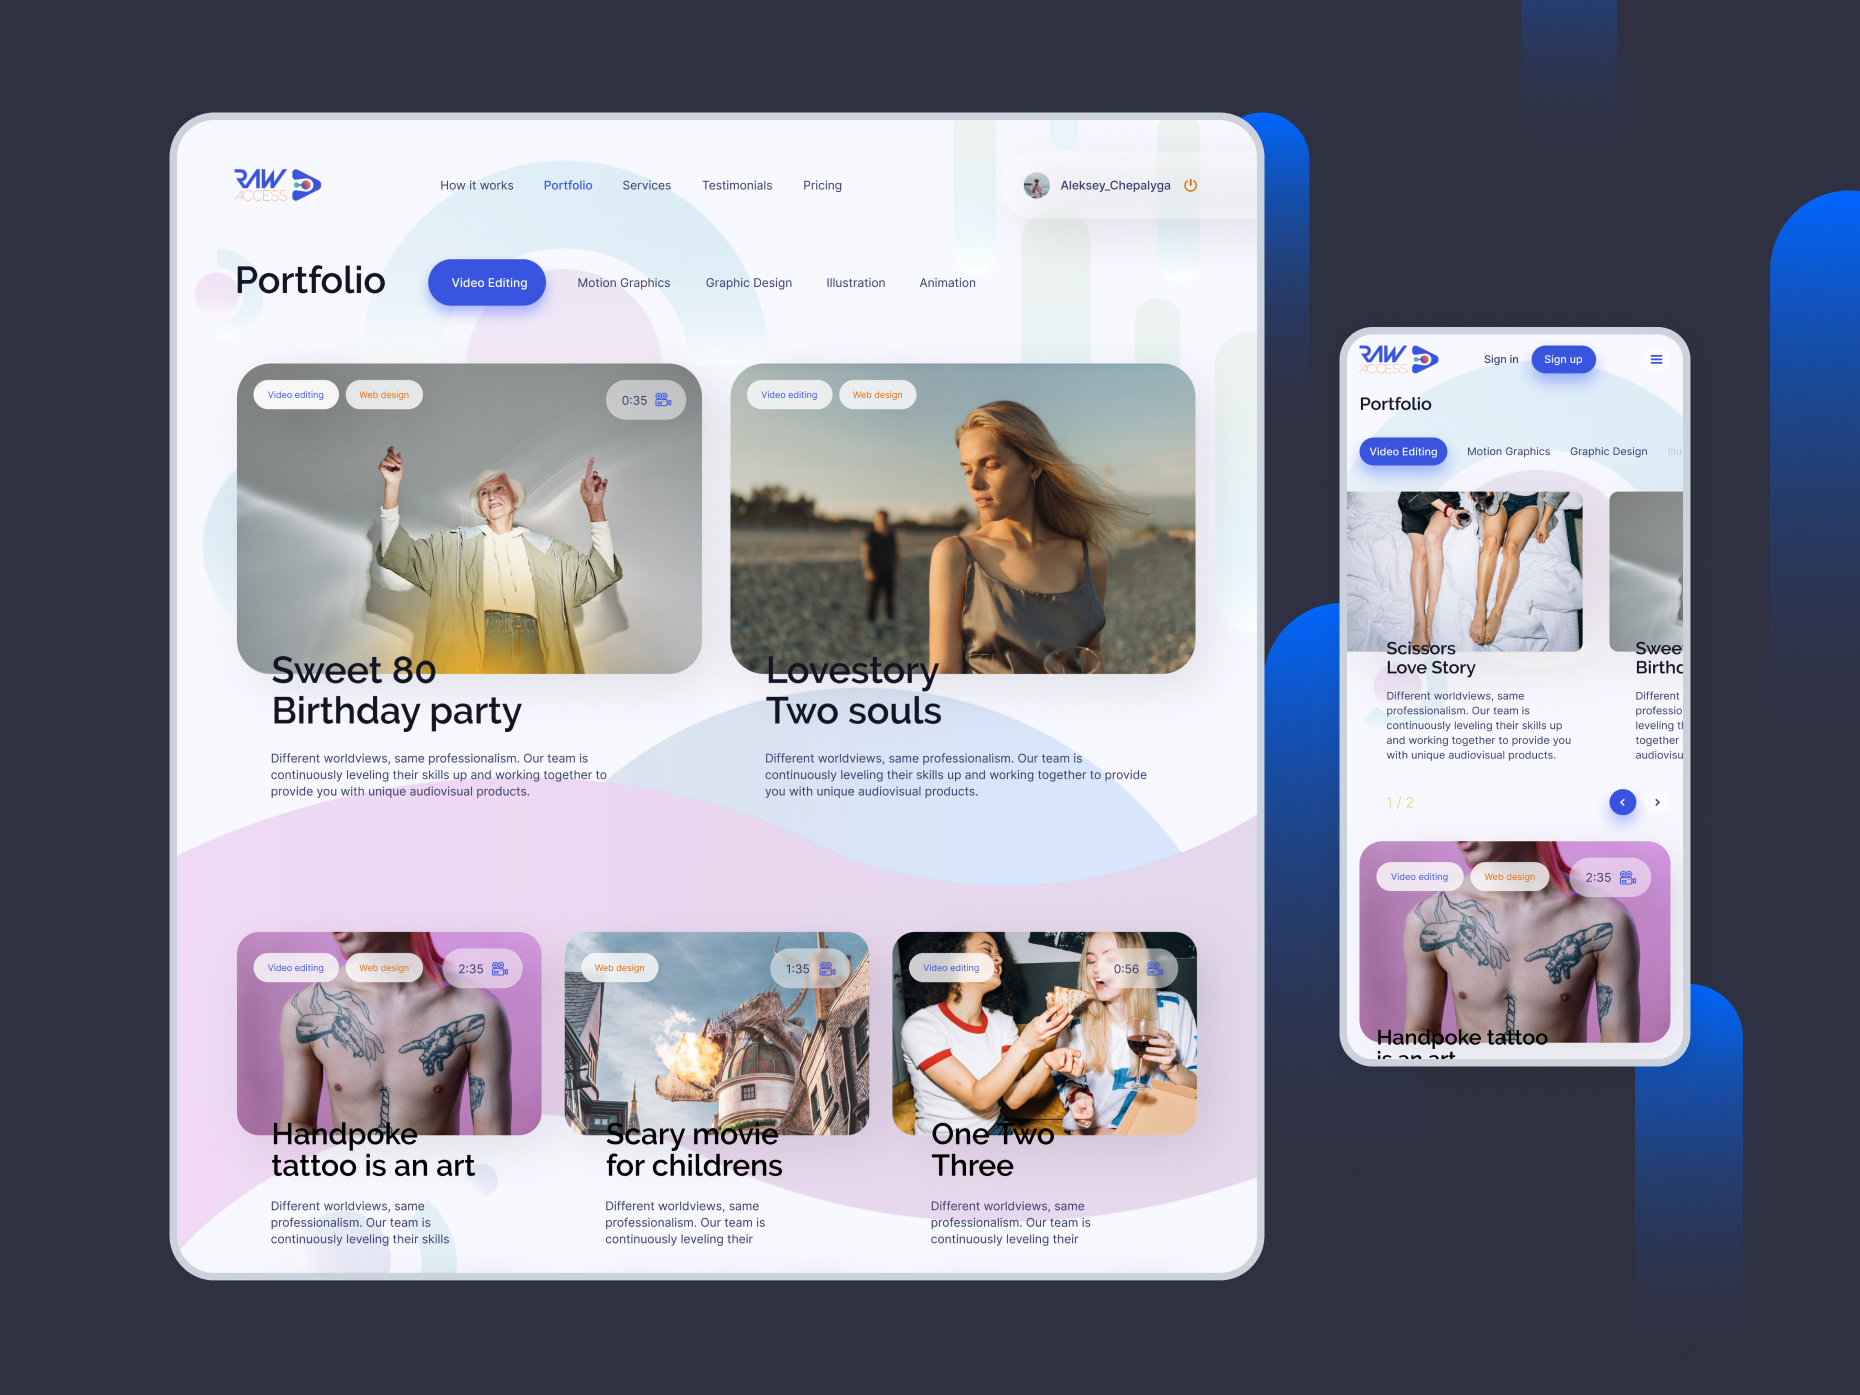 RAW
ACCESS
How it works
Portfolio
Services
Testimonials
Pricing
Aleksey_Chepalyga
Portfolio
Video Editing
Motion Graphics
Graphic Design
Illustration
Animation
Video editing
Web design
0:35
Sweet 80
Birthday party
Different worldviews, same professionalism. Our team is
continuously leveling their skills up and working together to
provide you with unique audiovisual products.
Video editing
Web design
Lovestory
Two souls
Different worldviews, same professionalism. Our team is
continuously leveling their skills up and working together to provide
you with unique audiovisual products.
Video editing
Web design
2:35
Handpoke
tattoo is an art
Different worldviews, same
professionalism. Our team is
continuously leveling their skills
Web design
1:35
Scary movie
for childrens
Different worldviews, same
professionalism. Our team is
continuously leveling their
Video editing
0:56
One Two
Three
Different worldviews, same
professionalism. Our team is
continuously leveling their
RAW
ACCESS
Sign in
Sign up
Portfolio
Video Editing
Motion Graphics
Graphic Design
Illu
Scissors
Love Story
Different worldviews, same
professionalism. Our team is
continuously leveling their skills up
and working together to provide you
with unique audiovisual products.
Swee
Birthd
Different
professio
leveling t
together
audiovisu
1 / 2
Video editing
Web design
2:35
Handpoke tattoo
is an art